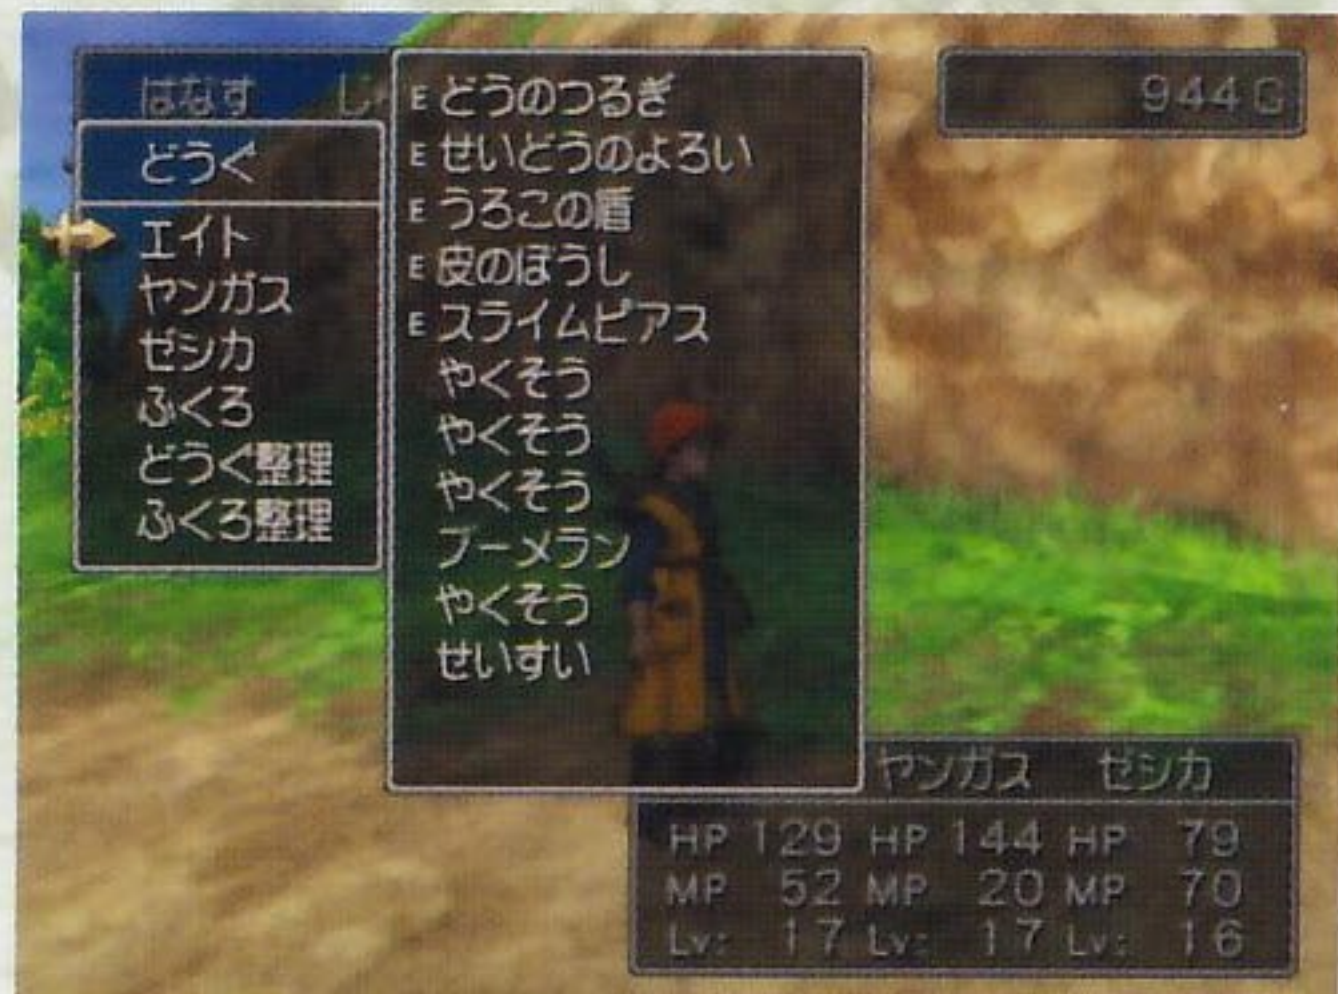 はなす じ
944G
どうぐ
エイト
ヤンガス
ゼシカ
ふくろ
どうぐ整理
ふくろ整理
E どうのつるぎ
E せいどうのよろい
E うろこの盾
E 皮のぼうし
E スライムピアス
やくそう
やくそう
やくそう
ブーメラン
やくそう
せいすい
ヤンガス ゼシカ
HP 129 HP 144 HP 79
MP 52 MP 20 MP 70
Lv: 17 Lv: 17 Lv: 16